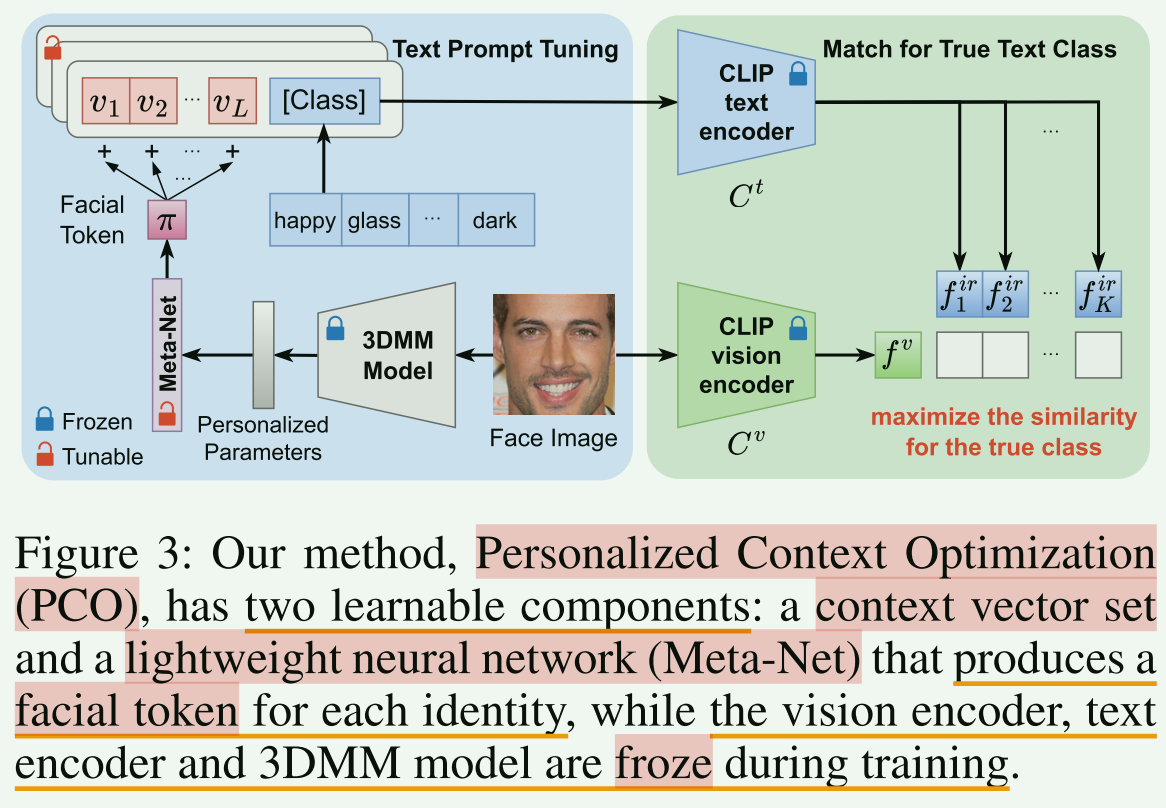 Text Prompt Tuning
v_1 v_2 ... v_L [Class]
+ + ... +
...
Facial
Token
π
happy glass ... dark
Meta-Net
3DMM
Model
Personalized
Parameters
Face Image
Frozen
Tunable
Match for True Text Class
CLIP
text
encoder
C^t
...
CLIP
vision
encoder
C^v
f_1^{ir} f_2^{ir} ... f_K^{ir}
f^v ...
maximize the similarity
for the true class
Figure 3: Our method, Personalized Context Optimization
(PCO), has two learnable components: a context vector set
and a lightweight neural network (Meta-Net) that produces a
facial token for each identity, while the vision encoder, text
encoder and 3DMM model are froze during training.